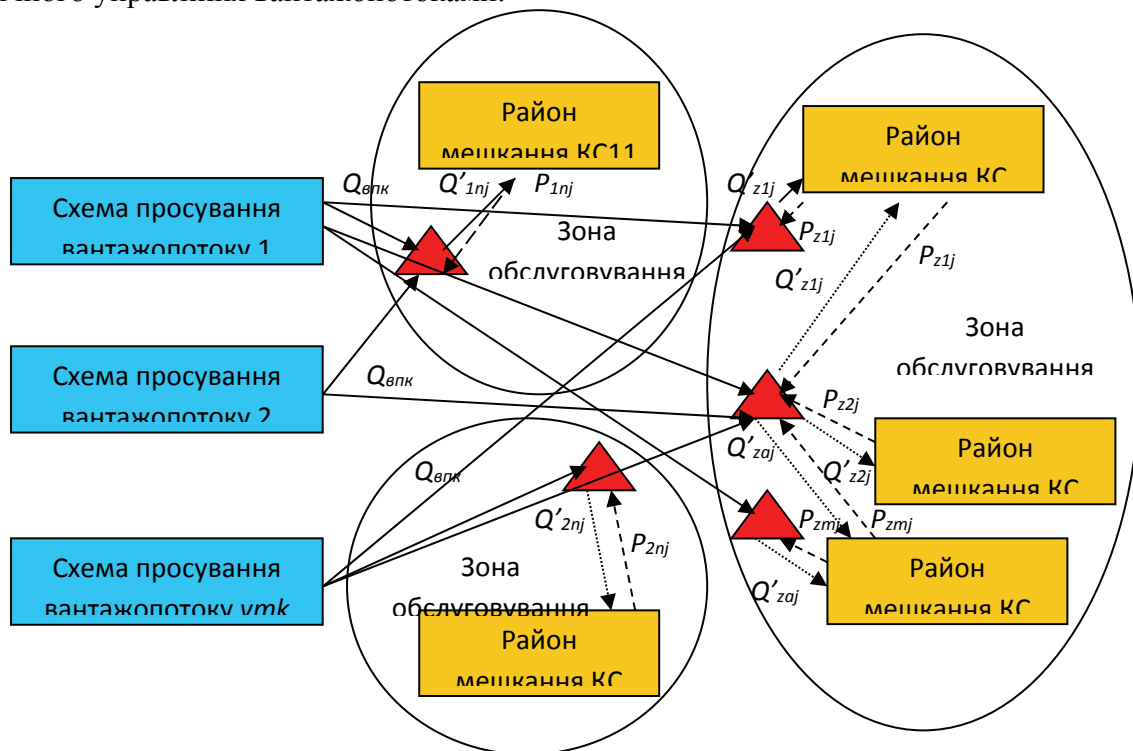 управління вантажопотоками.
Район
мешкання КС11
Район
мешкання КС
Схема просування
вантажопотоку 1
Qвпк
Q'1nj
P1nj
Q'z1j
Pz1j
Зона
обслуговування
Q'z1j
Pz1j
Зона
обслуговування
Схема просування
вантажопотоку 2
Qвпк
Pz2j
Q'zaj
Q'z2j
Район
мешкання КС
Qвпк
Q'2nj
P2nj
Pzmj
Pzmj
Схема просування
вантажопотоку vmk
Зона
обслуговування
Q'zaj
Район
мешкання КС
Район
мешкання КС